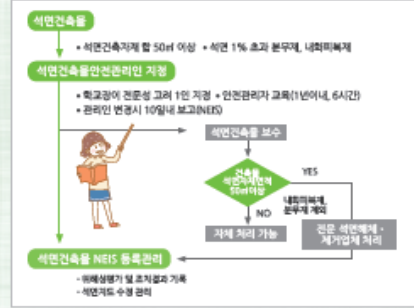 석면건축물
• 석면건축자재 합 50㎡ 이상 • 석면 1% 초과 분무재, 내화피복재
석면건축물안전관리인 지정
• 학교장이 전문성 고려 1인 지정 • 안전관리자 교육(1년이내, 6시간)
• 관리인 변경시 10일내 보고(NEIS)
석면건축물 보수
건축물
석면자재면적
50㎡이상
YES
내화피복재,
분무재 제외
NO
자체 처리 가능
전문 석면해체·
제거업체 처리
석면건축물 NEIS 등록관리
- 위해성평가 및 조치결과 기록
- 석면지도 수정 관리